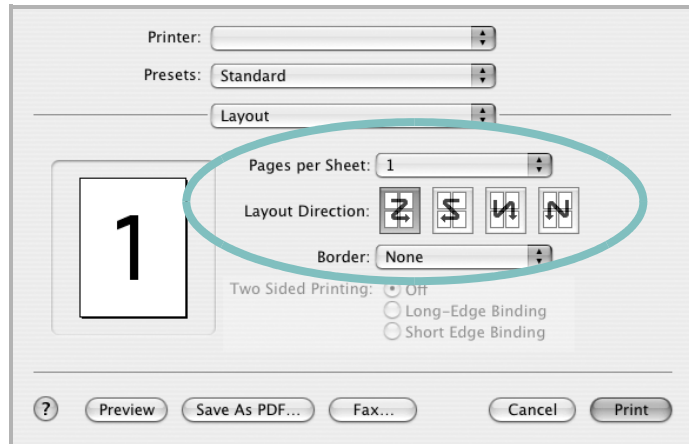 Printer:
Presets: Standard
Layout
Pages per Sheet: 1
Layout Direction:
1
Border: None
Two Sided Printing: Off
Long-Edge Binding
Short Edge Binding
? Preview Save As PDF... Fax... Cancel Print